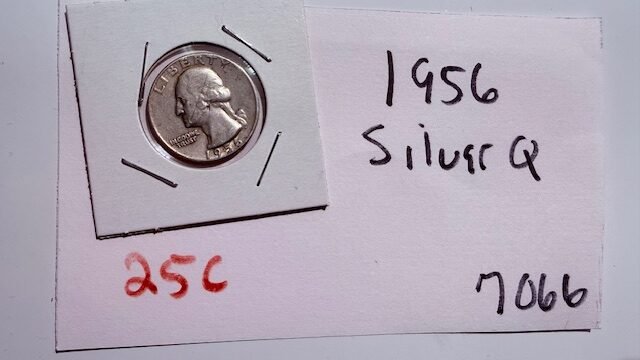 LIBERTY
IN GOD WE
TRUST
1956
1956
Silver Q
25C
7066